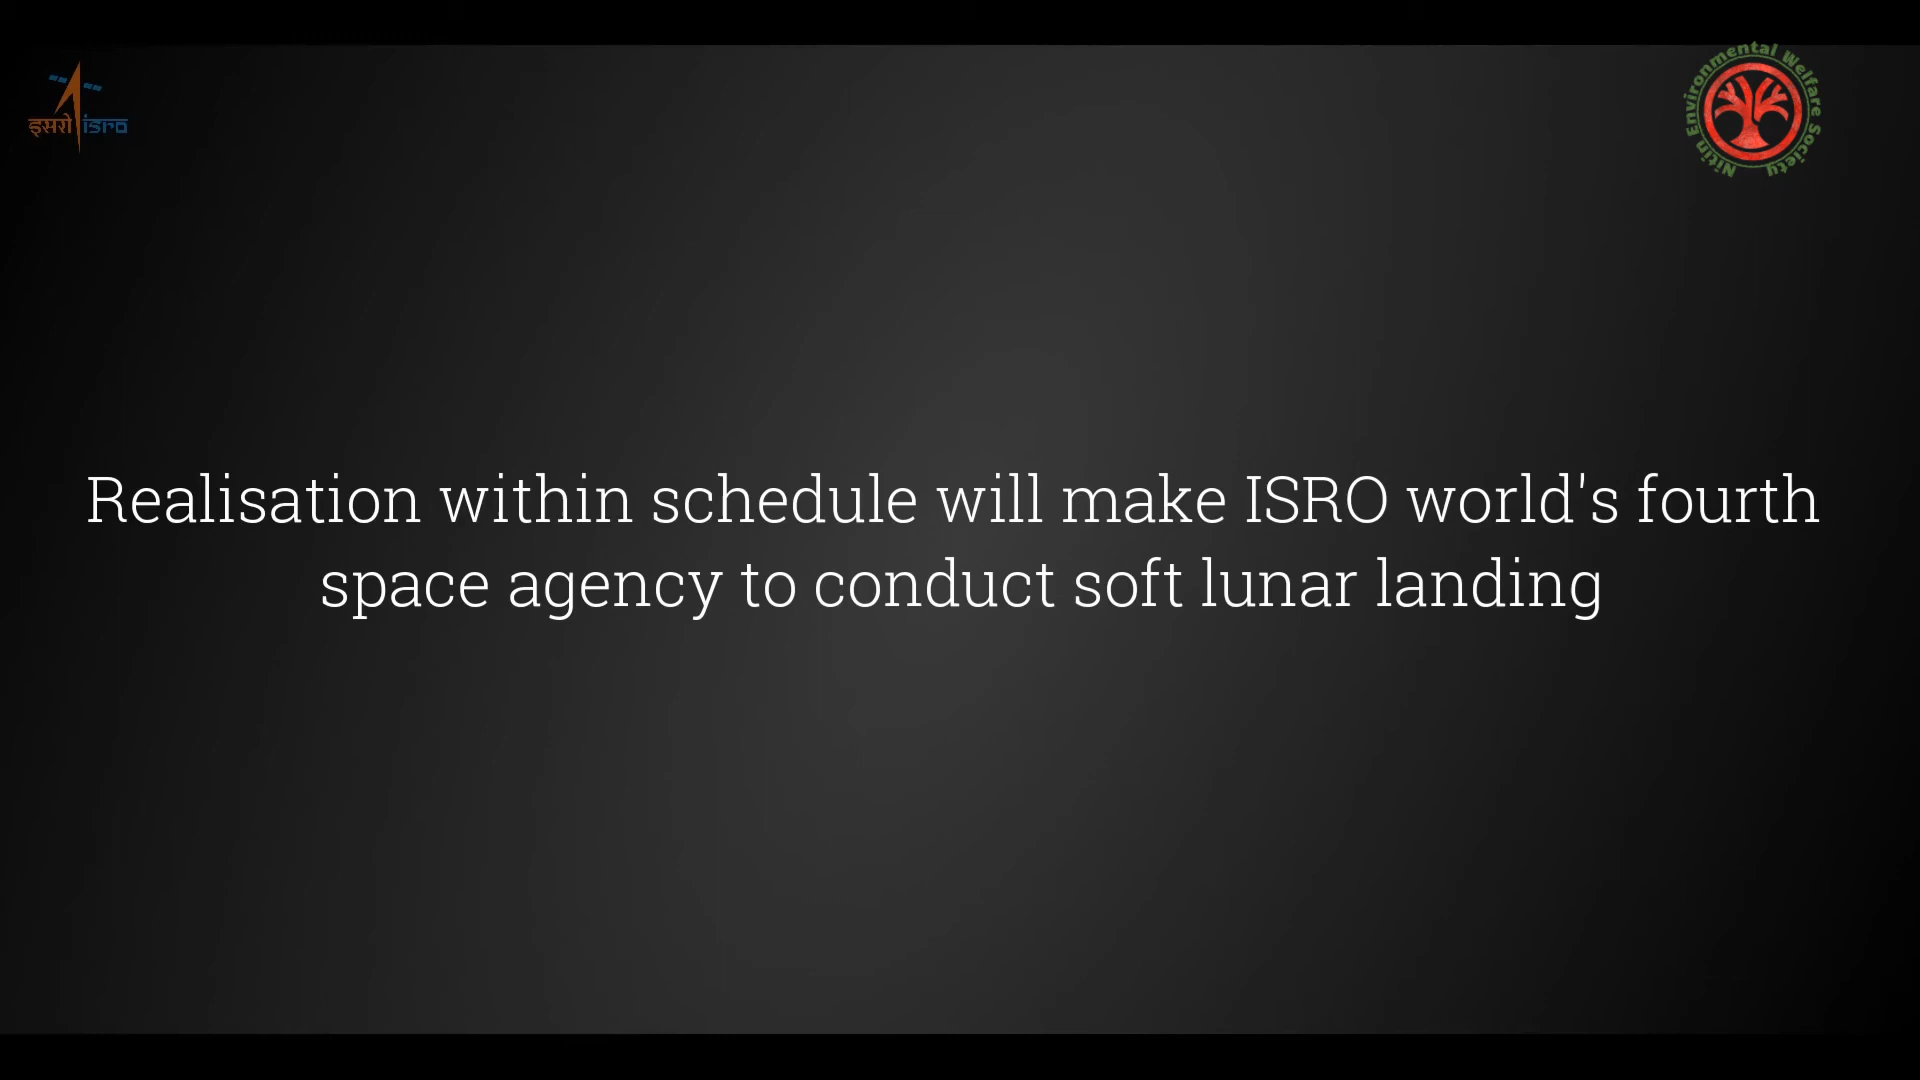 इसरो isro
Nitin Environmental Welfare Society
Realisation within schedule will make ISRO world's fourth
space agency to conduct soft lunar landing